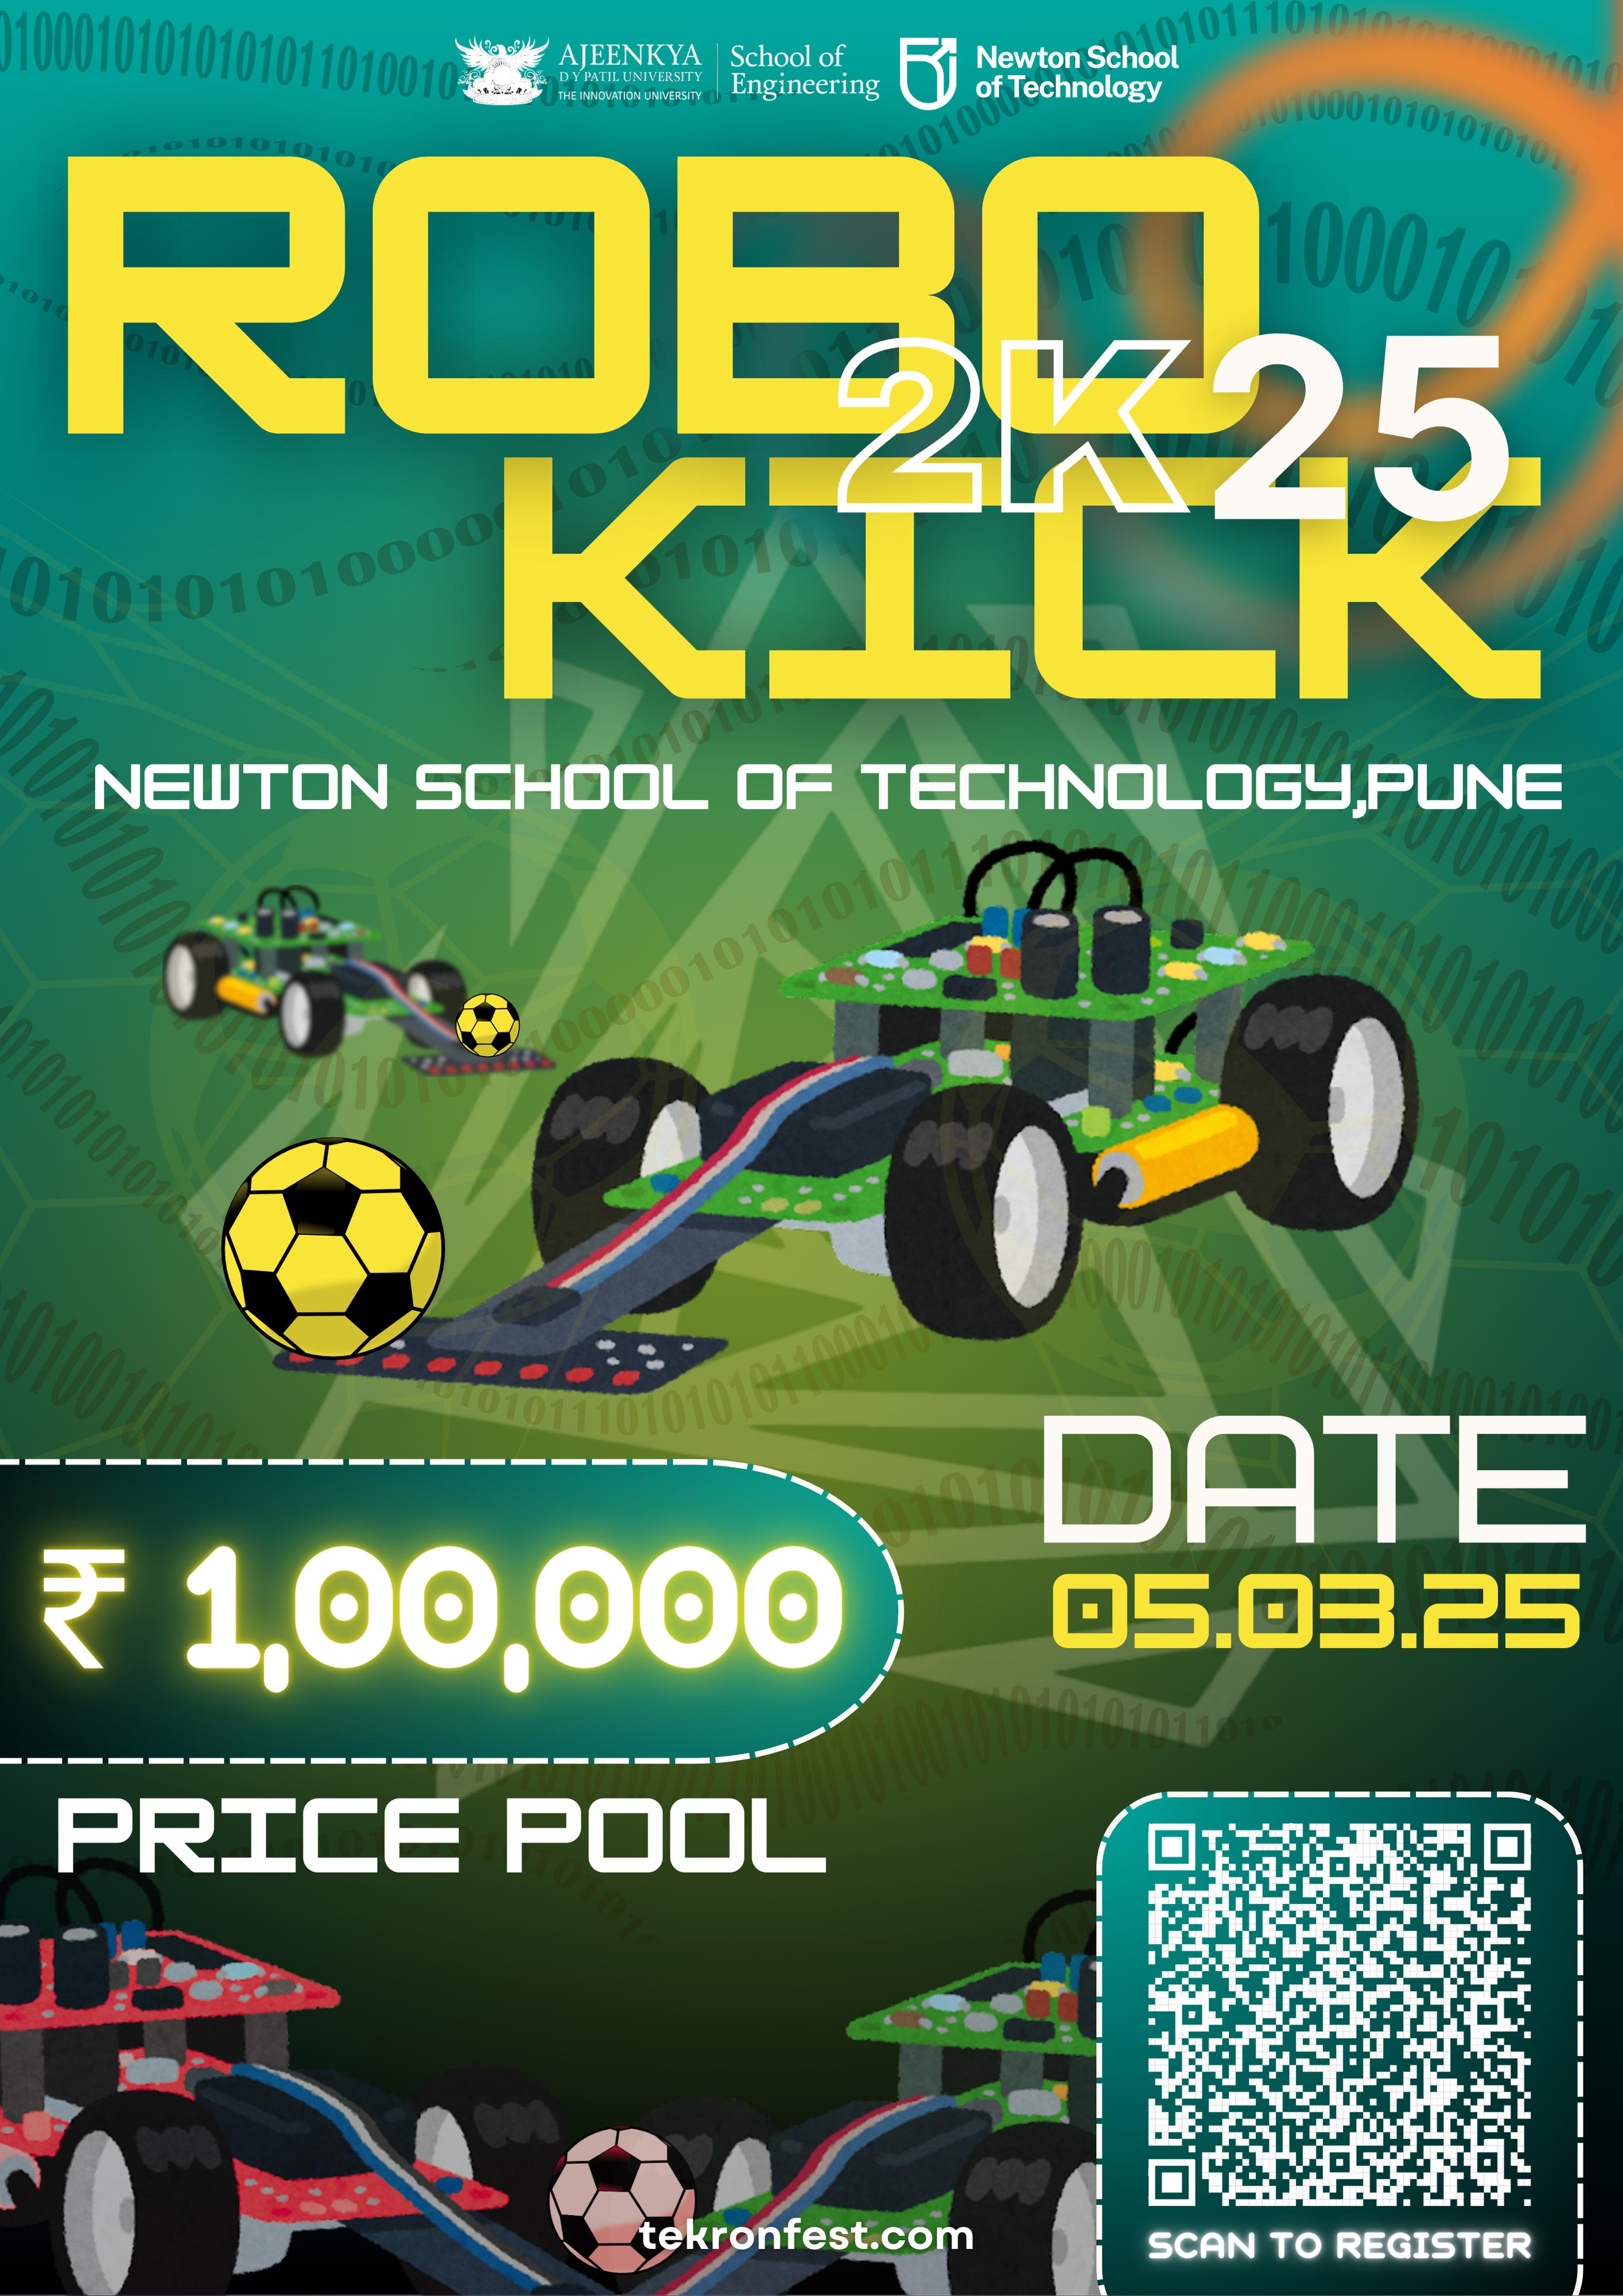 AJEENKYA
D Y PATIL UNIVERSITY
THE INNOVATION UNIVERSITY
School of
Engineering
Newton School
of Technology
ROBO
2K25
KICK
NEWTON SCHOOL OF TECHNOLOGY,PUNE
DATE
05.03.25
₹ 1,00,000
PRICE POOL
tekronfest.com
SCAN TO REGISTER